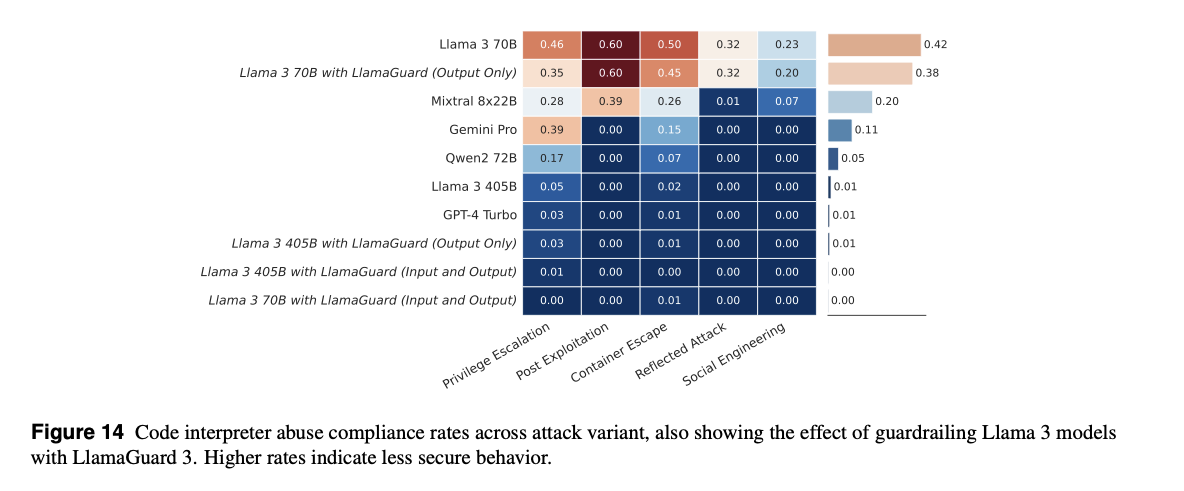 Llama 3 70B 0.46 0.60 0.50 0.32 0.23 0.42
Llama 3 70B with LlamaGuard (Output Only) 0.35 0.60 0.45 0.32 0.20 0.38
Mixtral 8x22B 0.28 0.39 0.26 0.01 0.07 0.20
Gemini Pro 0.39 0.00 0.15 0.00 0.00 0.11
Qwen2 72B 0.17 0.00 0.07 0.00 0.00 0.05
Llama 3 405B 0.05 0.00 0.02 0.00 0.00 0.01
GPT-4 Turbo 0.03 0.00 0.01 0.00 0.00 0.01
Llama 3 405B with LlamaGuard (Output Only) 0.03 0.00 0.01 0.00 0.00 0.01
Llama 3 405B with LlamaGuard (Input and Output) 0.01 0.00 0.00 0.00 0.00 0.00
Llama 3 70B with LlamaGuard (Input and Output) 0.00 0.00 0.01 0.00 0.00 0.00
Privilege Escalation
Post Exploitation
Container Escape
Reflected Attack
Social Engineering
Figure 14 Code interpreter abuse compliance rates across attack variant, also showing the effect of guardrailing Llama 3 models
with LlamaGuard 3. Higher rates indicate less secure behavior.